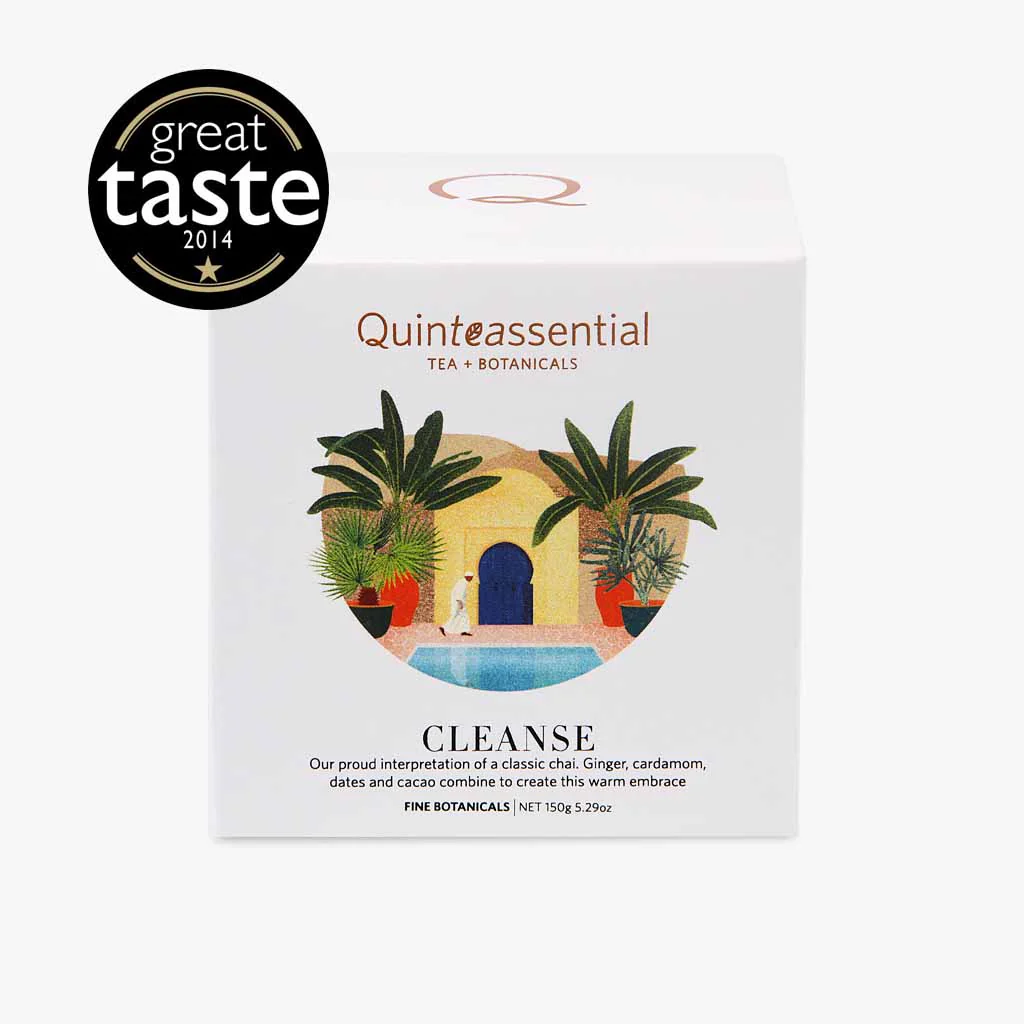 great
taste
2014
Q
Quinteassential
TEA + BOTANICALS
CLEANSE
Our proud interpretation of a classic chai. Ginger, cardamom,
dates and cacao combine to create this warm embrace
FINE BOTANICALS | NET 150g 5.29oz